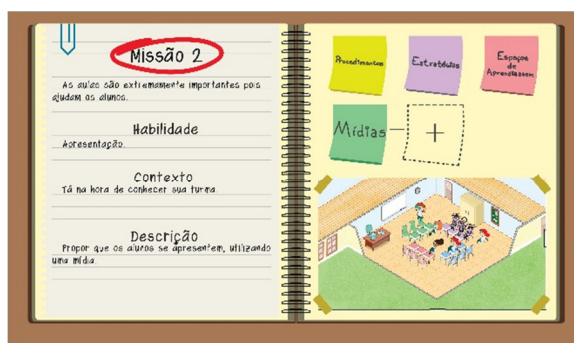 Missão 2
As aulas são extremamente importantes pois
ajudam os alunos.
Habilidade
Apresentação.
Contexto
Tá na hora de conhecer sua turma.
Descrição
Propor que os alunos se apresentem, utilizando
uma mídia.
Procedimentos
Estratégias
Espaços
de
Aprendizagem
Mídias
+